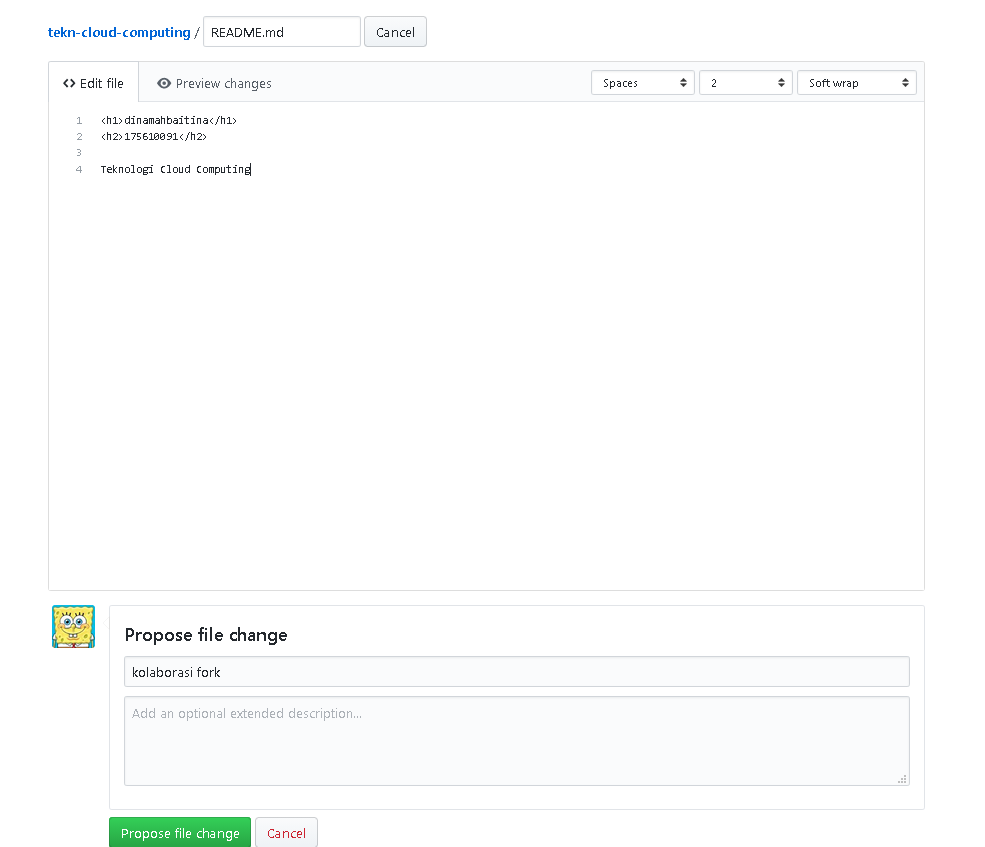 tekn-cloud-computing / README.md Cancel
Edit file Preview changes Spaces 2 Soft wrap
1 <h1>dinamahbaitina</h1>
2 <h2>175610091</h2>
3
4 Teknologi Cloud Computing
Propose file change
kolaborasi fork
Add an optional extended description...
Propose file change Cancel